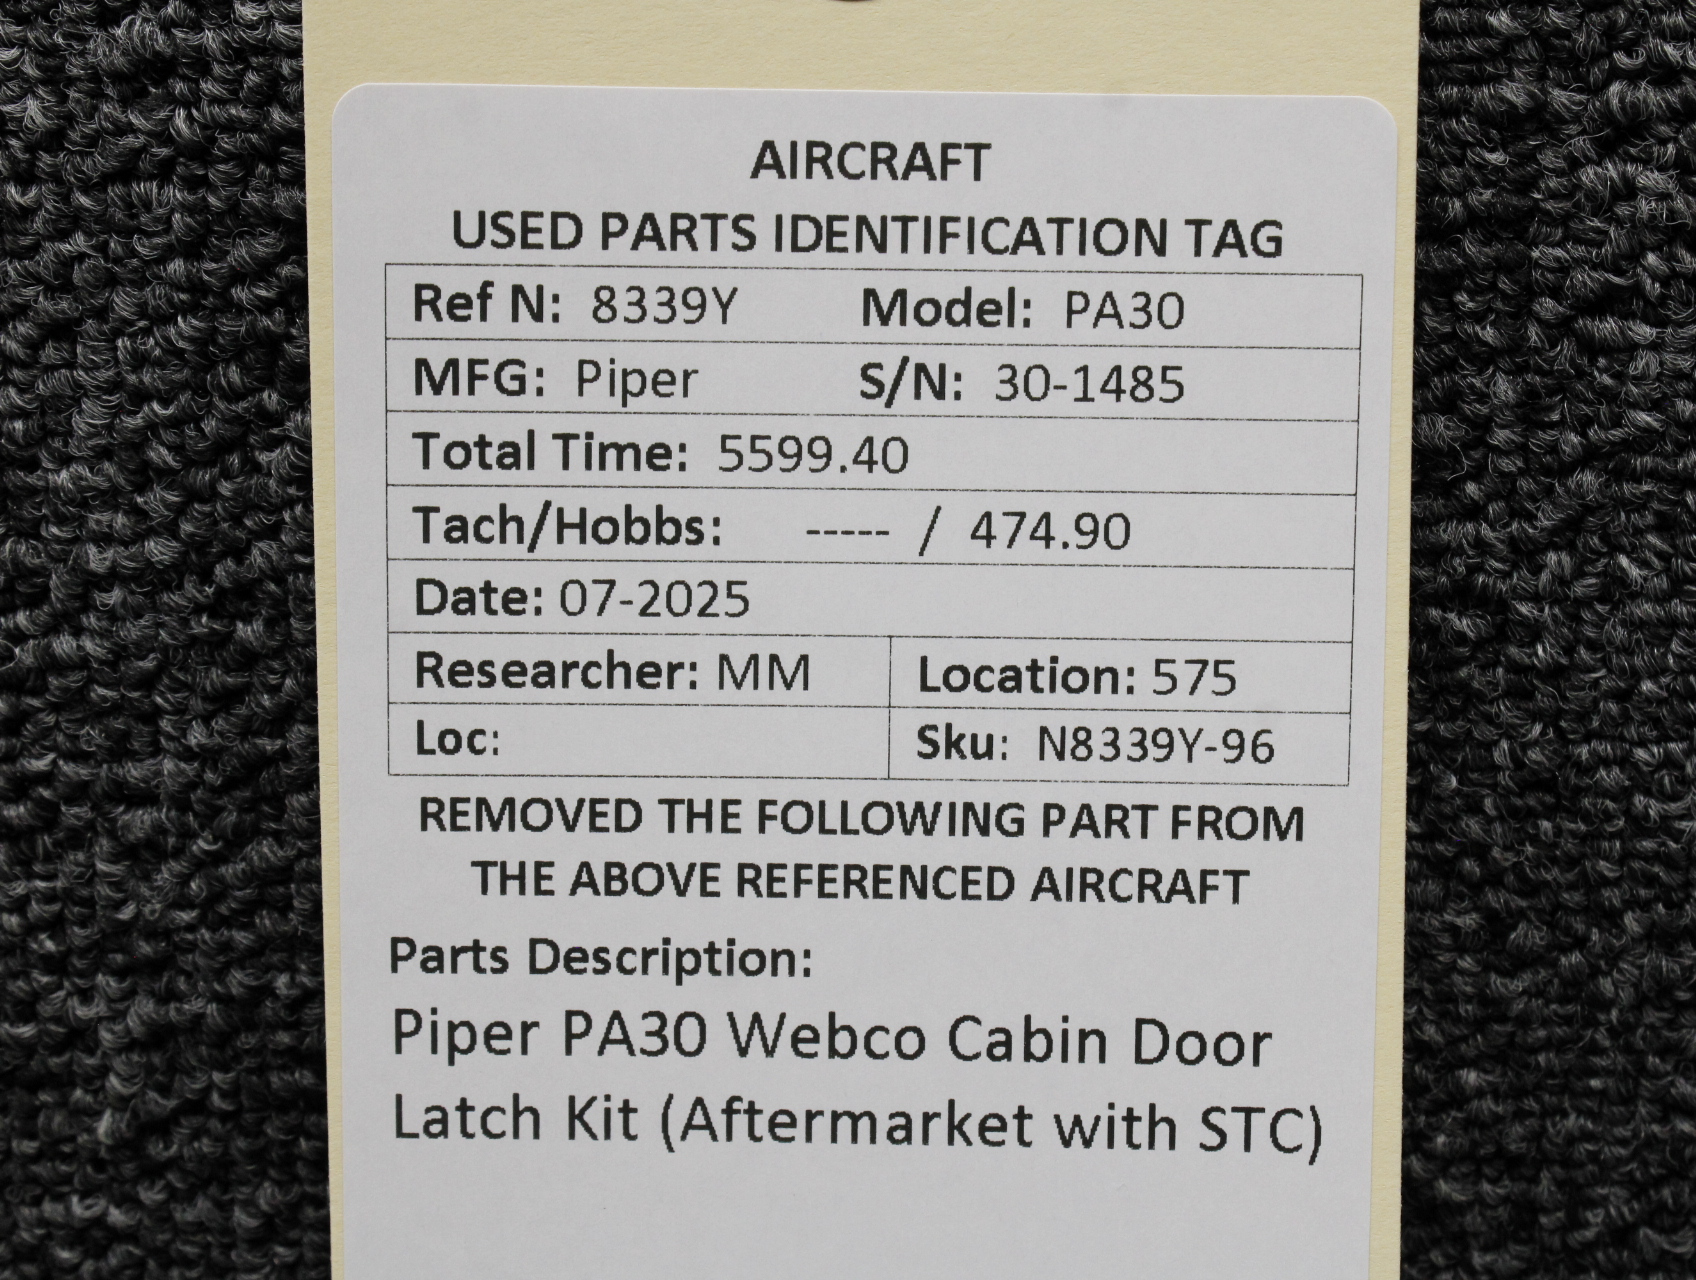 AIRCRAFT
USED PARTS IDENTIFICATION TAG
Ref N: 8339Y Model: PA30
MFG: Piper S/N: 30-1485
Total Time: 5599.40
Tach/Hobbs: ----- / 474.90
Date: 07-2025
Researcher: MM Location: 575
Loc: Sku: N8339Y-96
REMOVED THE FOLLOWING PART FROM
THE ABOVE REFERENCED AIRCRAFT
Parts Description:
Piper PA30 Webco Cabin Door
Latch Kit (Aftermarket with STC)